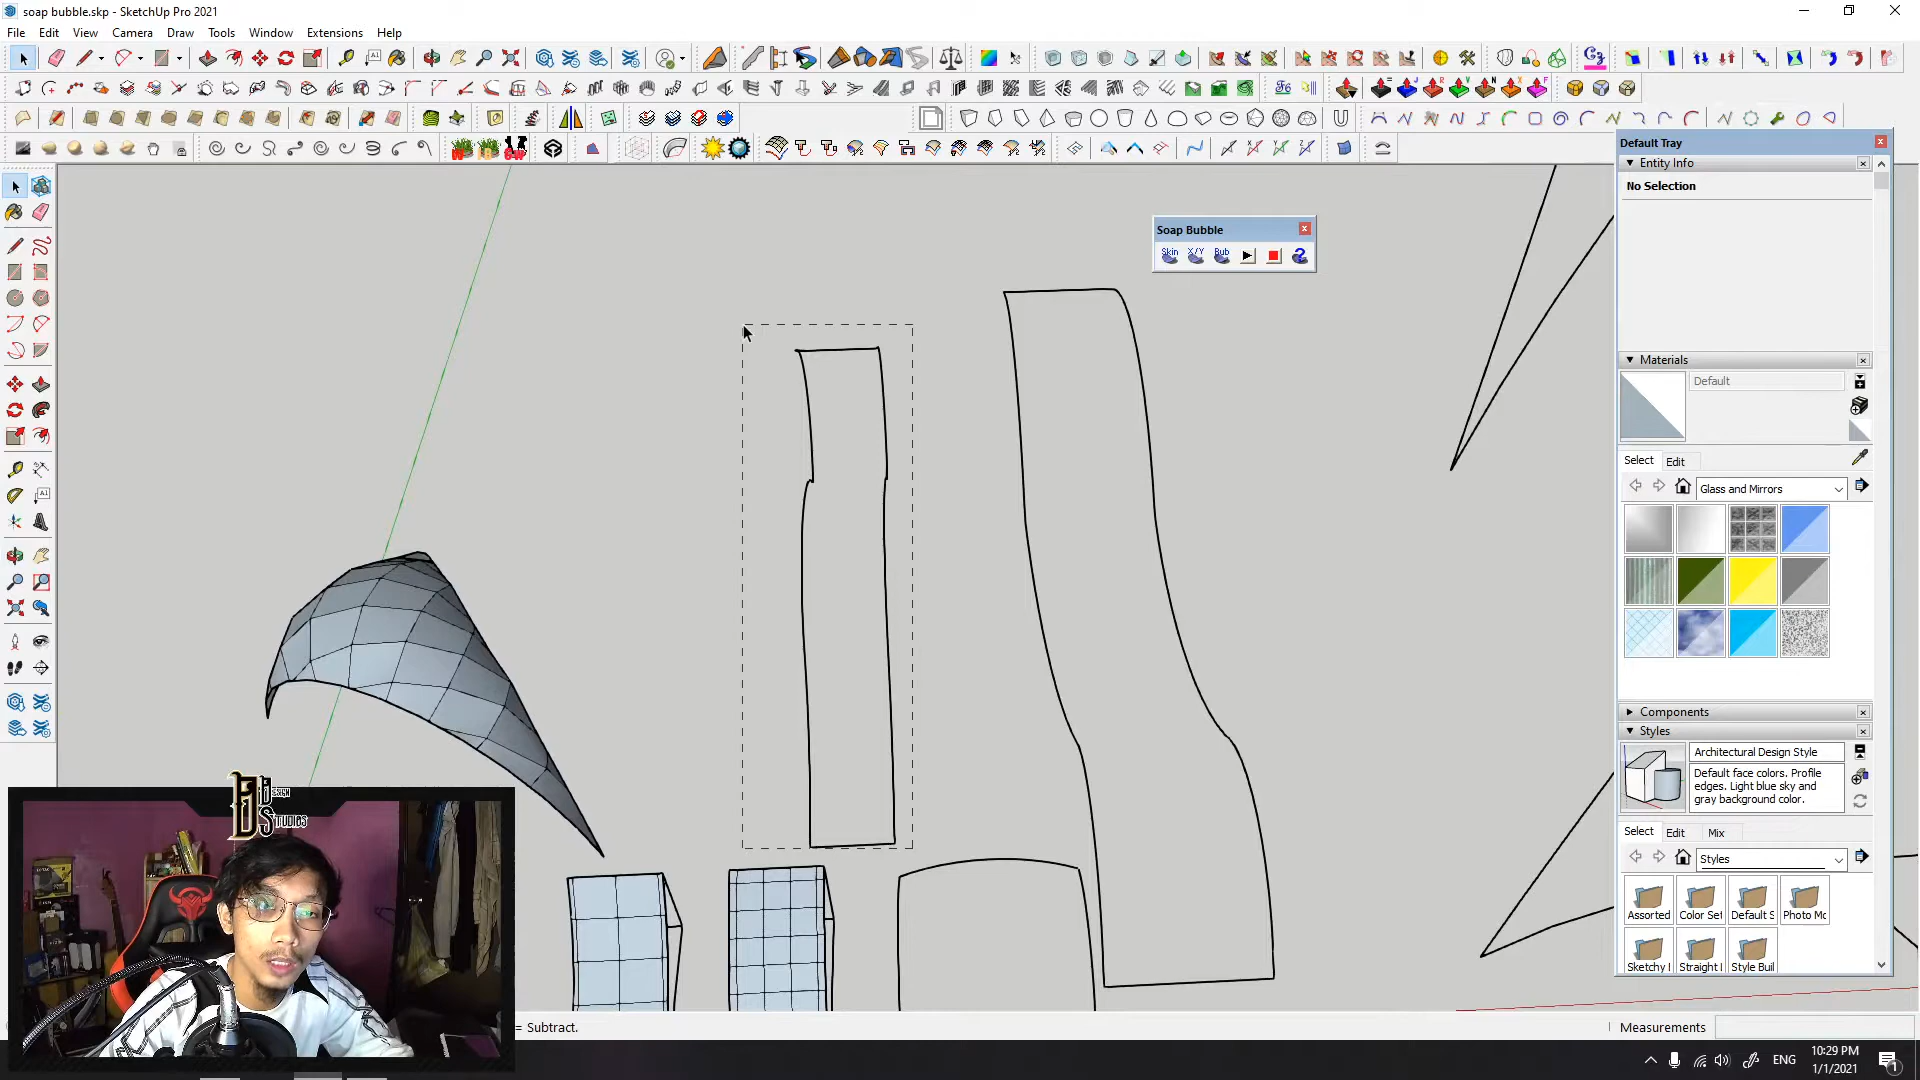 soap bubble.skp - SketchUp Pro 2021
File Edit View Camera Draw Tools Window Extensions Help
Default Tray
Entity Info
No Selection
Soap Bubble
Skin X/Y Bub
Materials
Default
Select Edit
Glass and Mirrors
Components
Styles
Architectural Design Style
Default face colors. Profile
edges. Light blue sky and
gray background color.
Select Edit Mix
Styles
Assorted Color Set Default S Photo Mo
Sketchy Straight Style Buil
= Subtract.
Measurements
ENG
10:29 PM
1/1/2021
1
DESIGN
STUDIOS